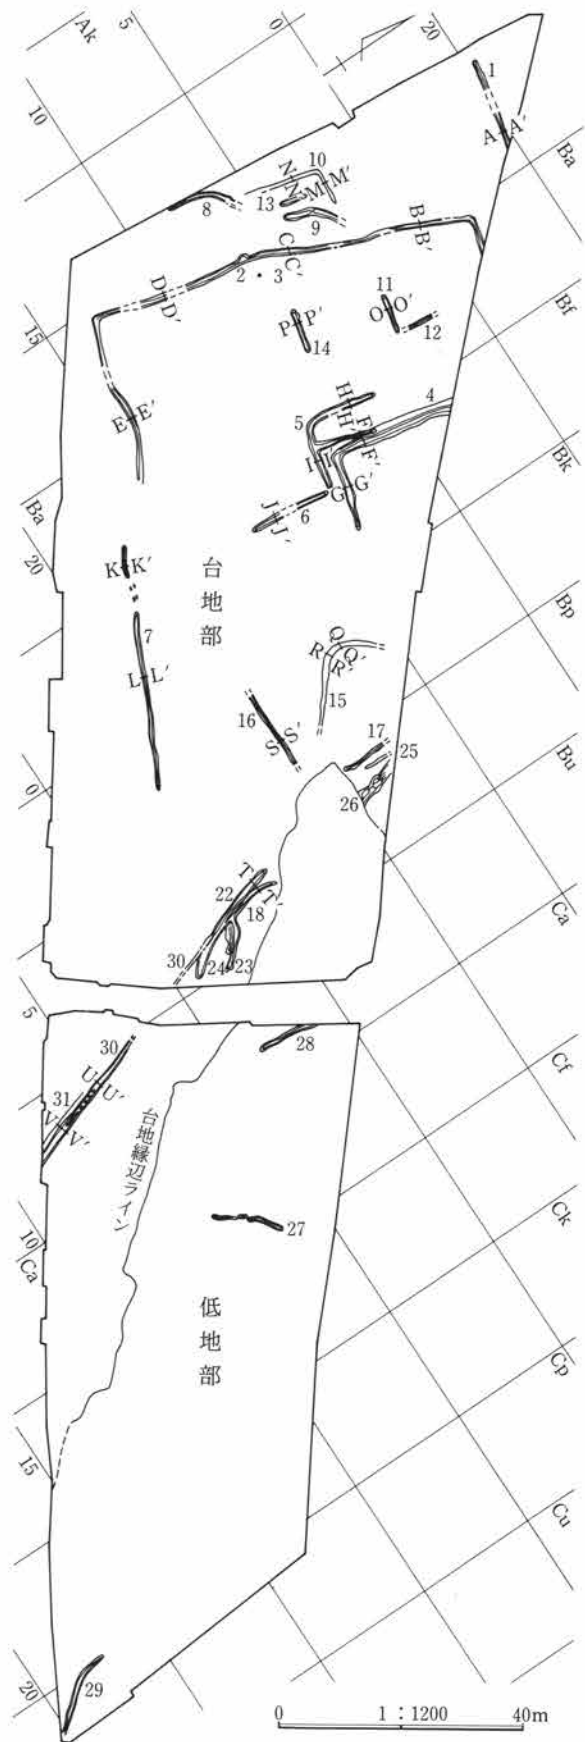 Ak
5
0
20
10
1
A A′
Ba
N
N′
10
M M′
8
13
9
B
B′
C
C′
2・3
D
D′
11
O O′
12
Bf
P P′
14
15
H
H′
4
5
F
F′
E E′
I I′
G G′
Bk
6
J
J′
Ba
20
K K′
台地部
7
Bp
Q
Q′
R
R′
L L′
15
16
S S′
17
25
Bu
26
0
T
T′
22
18
Ca
30
24
23
5
30
28
Cf
U U′
31
V V′
台地縁辺ライン
27
Ck
10
Ca
低地部
Cp
15
Cu
20
29
0 1：1200 40m